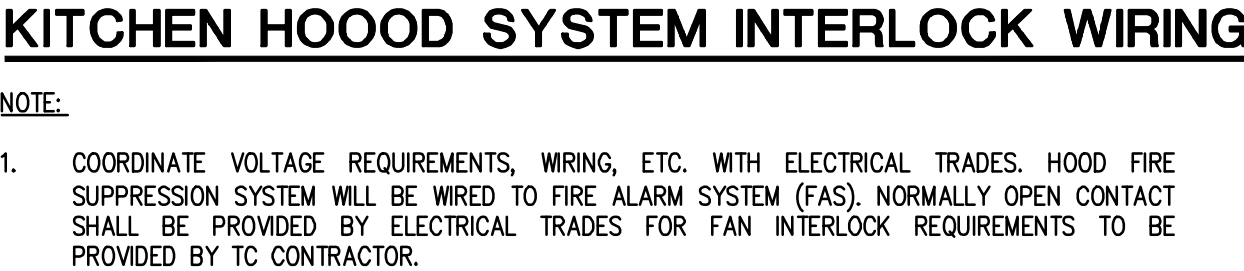 KITCHEN HOOOD SYSTEM INTERLOCK WIRING
NOTE:
1. COORDINATE VOLTAGE REQUIREMENTS, WIRING, ETC. WITH ELECTRICAL TRADES. HOOD FIRE
SUPPRESSION SYSTEM WILL BE WIRED TO FIRE ALARM SYSTEM (FAS). NORMALLY OPEN CONTACT
SHALL BE PROVIDED BY ELECTRICAL TRADES FOR FAN INTERLOCK REQUIREMENTS TO BE
PROVIDED BY TC CONTRACTOR.